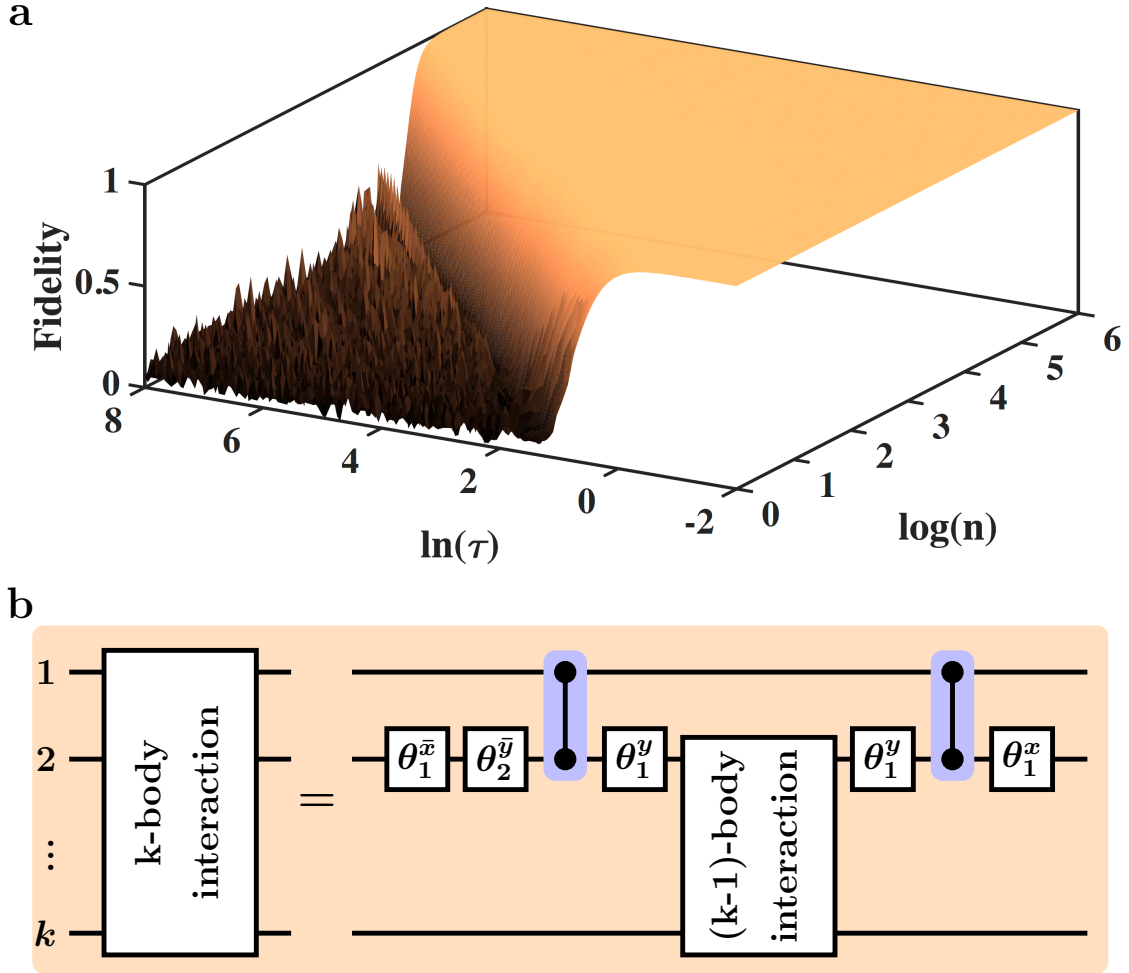 a
Fidelity
1
0.5
0
8
6
4
2
0
-2
ln(τ)
0
1
2
3
4
5
6
log(n)
b
1
2
...
k
k-body
interaction
=
θ₁^x̄
θ₂^ȳ
θ₁^y
(k-1)-body
interaction
θ₁^y
θ₁^x